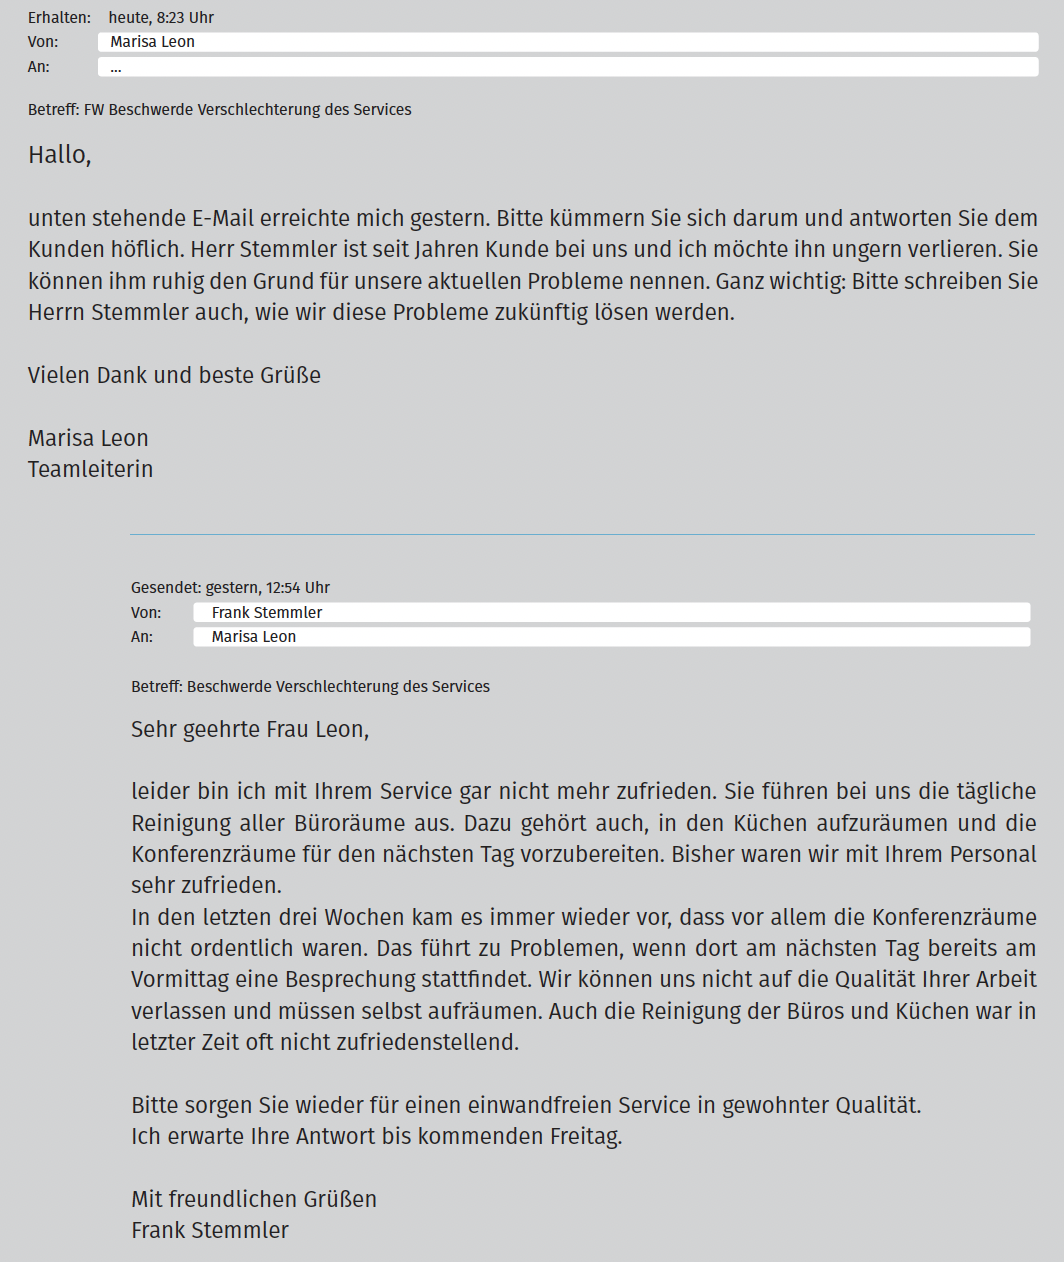 Erhalten: heute, 8:23 Uhr
Von: Marisa Leon
An: ...
Betreff: FW Beschwerde Verschlechterung des Services
Hallo,
unten stehende E-Mail erreichte mich gestern. Bitte kümmern Sie sich darum und antworten Sie dem
Kunden höflich. Herr Stemmler ist seit Jahren Kunde bei uns und ich möchte ihn ungern verlieren. Sie
können ihm ruhig den Grund für unsere aktuellen Probleme nennen. Ganz wichtig: Bitte schreiben Sie
Herrn Stemmler auch, wie wir diese Probleme zukünftig lösen werden.
Vielen Dank und beste Grüße
Marisa Leon
Teamleiterin
Gesendet: gestern, 12:54 Uhr
Von: Frank Stemmler
An: Marisa Leon
Betreff: Beschwerde Verschlechterung des Services
Sehr geehrte Frau Leon,
leider bin ich mit Ihrem Service gar nicht mehr zufrieden. Sie führen bei uns die tägliche
Reinigung aller Büroräume aus. Dazu gehört auch, in den Küchen aufzuräumen und die
Konferenzräume für den nächsten Tag vorzubereiten. Bisher waren wir mit Ihrem Personal
sehr zufrieden.
In den letzten drei Wochen kam es immer wieder vor, dass vor allem die Konferenzräume
nicht ordentlich waren. Das führt zu Problemen, wenn dort am nächsten Tag bereits am
Vormittag eine Besprechung stattfindet. Wir können uns nicht auf die Qualität Ihrer Arbeit
verlassen und müssen selbst aufräumen. Auch die Reinigung der Büros und Küchen war in
letzter Zeit oft nicht zufriedenstellend.
Bitte sorgen Sie wieder für einen einwandfreien Service in gewohnter Qualität.
Ich erwarte Ihre Antwort bis kommenden Freitag.
Mit freundlichen Grüßen
Frank Stemmler